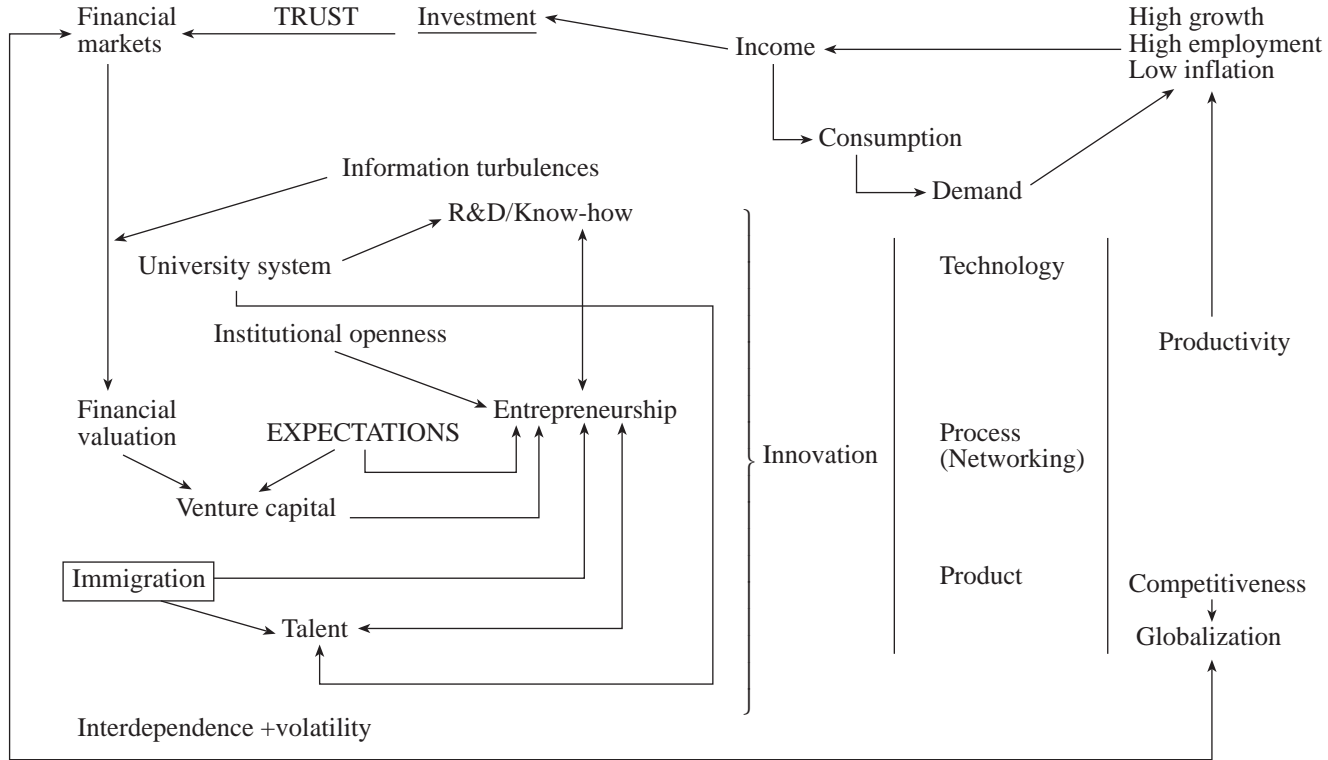 Financial
markets
TRUST
Investment
Income
High growth
High employment
Low inflation
Consumption
Information turbulences
Demand
R&D/Know-how
University system
Technology
Institutional openness
Productivity
Financial
valuation
EXPECTATIONS
Entrepreneurship
Innovation
Process
(Networking)
Venture capital
Immigration
Product
Competitiveness
Talent
Globalization
Interdependence +volatility